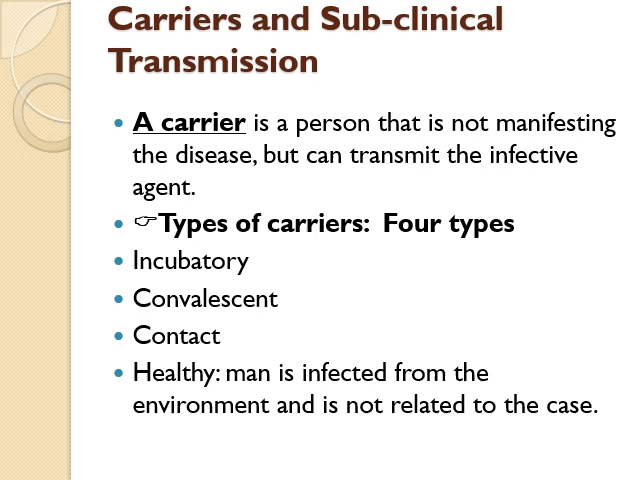 Carriers and Sub-clinical
Transmission
• A carrier is a person that is not manifesting
the disease, but can transmit the infective
agent.
• ☞Types of carriers: Four types
• Incubatory
• Convalescent
• Contact
• Healthy: man is infected from the
environment and is not related to the case.